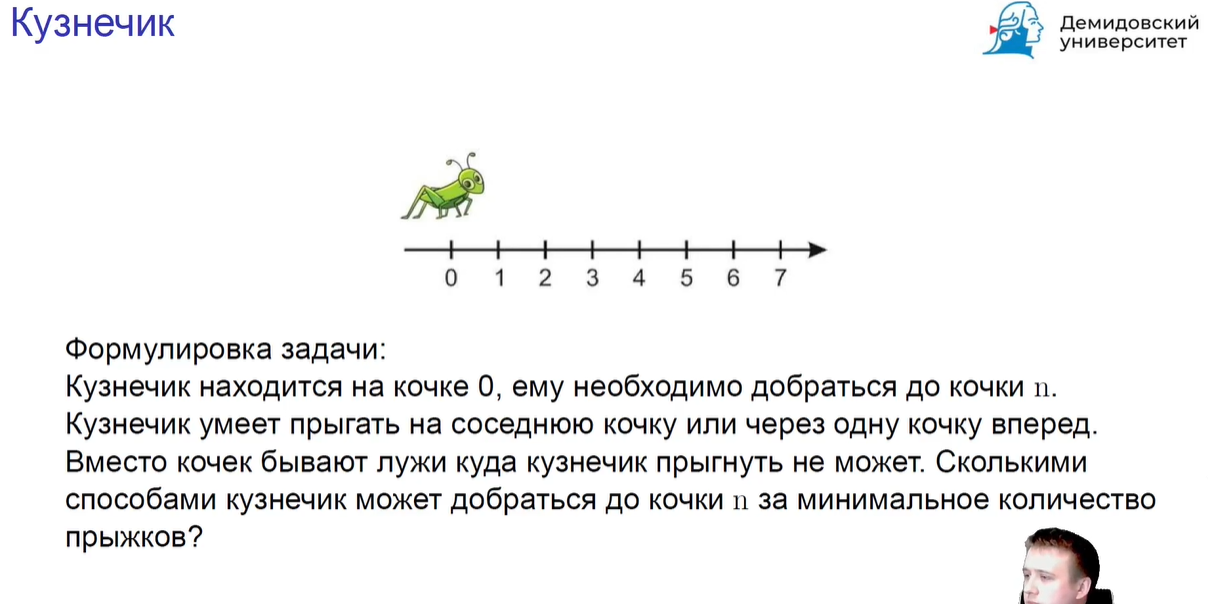 Кузнечик
Демидовский
университет
0 1 2 3 4 5 6 7
Формулировка задачи:
Кузнечик находится на кочке 0, ему необходимо добраться до кочки n.
Кузнечик умеет прыгать на соседнюю кочку или через одну кочку вперед.
Вместо кочек бывают лужи куда кузнечик прыгнуть не может. Сколькими
способами кузнечик может добраться до кочки n за минимальное количество
прыжков?